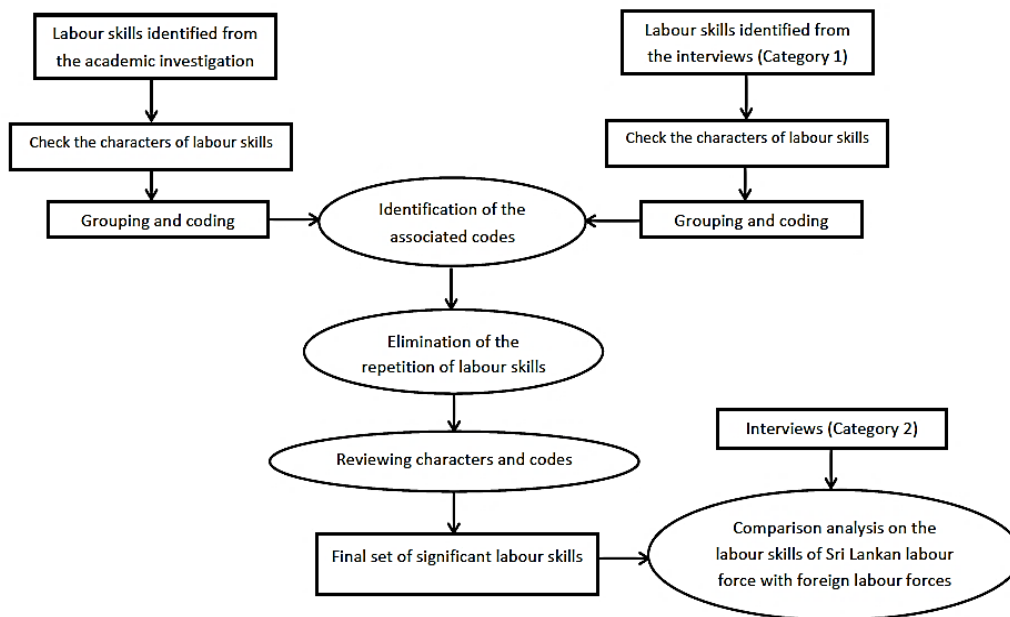 Labour skills identified from
the academic investigation
Labour skills identified from
the interviews (Category 1)
Check the characters of labour skills
Check the characters of labour skills
Grouping and coding
Identification of the
associated codes
Grouping and coding
Elimination of the
repetition of labour skills
Reviewing characters and codes
Interviews (Category 2)
Final set of significant labour skills
Comparison analysis on the
labour skills of Sri Lankan labour
force with foreign labour forces